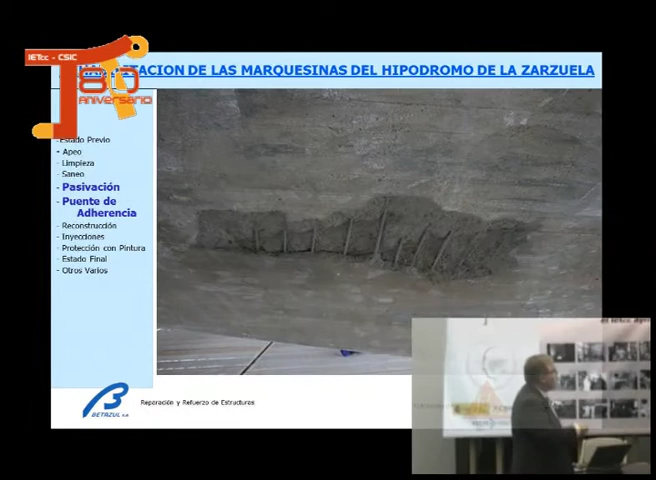 IETcc - CSIC
80
Aniversario
TACION DE LAS MARQUESINAS DEL HIPODROMO DE LA ZARZUELA
- Estado Previo
- Apeo
- Limpieza
- Saneo
- Pasivación
- Puente de
Adherencia
- Reconstrucción
- Inyecciones
- Protección con Pintura
- Estado Final
- Otros Varios
BETAZUL S.A.
Reparación y Refuerzo de Estructuras